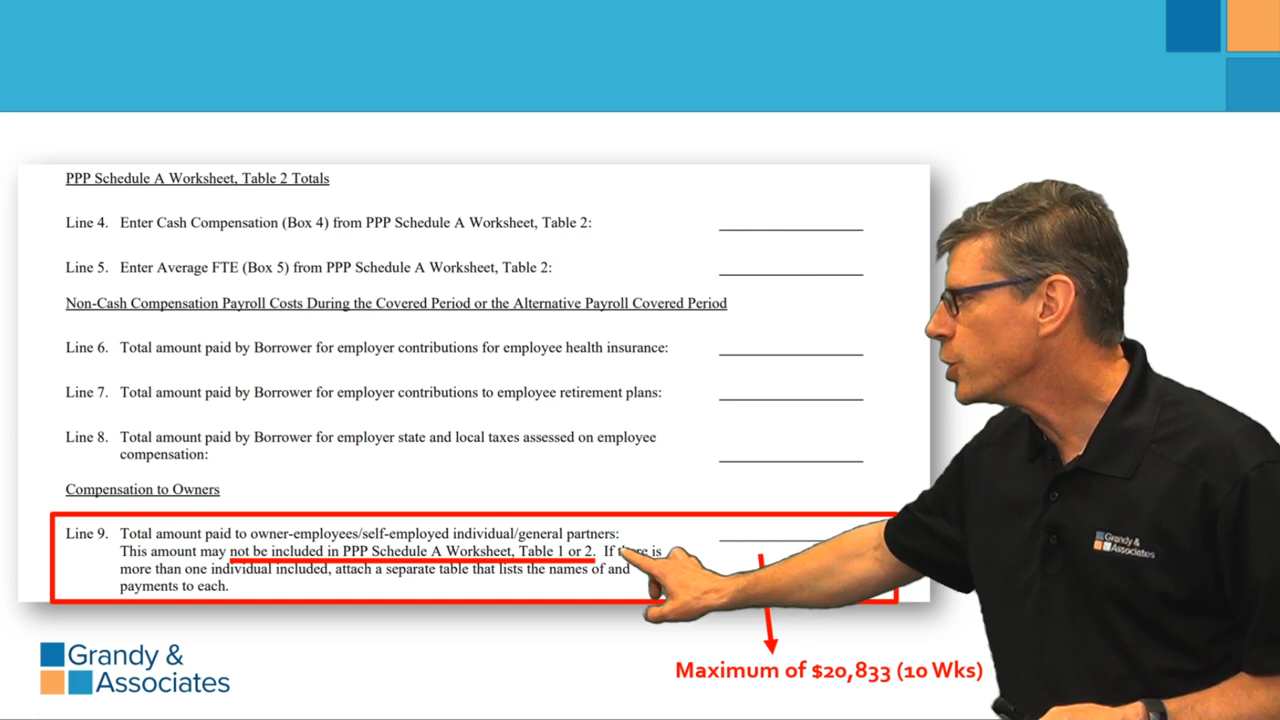 PPP Schedule A Worksheet, Table 2 Totals
Line 4. Enter Cash Compensation (Box 4) from PPP Schedule A Worksheet, Table 2:
Line 5. Enter Average FTE (Box 5) from PPP Schedule A Worksheet, Table 2:
Non-Cash Compensation Payroll Costs During the Covered Period or the Alternative Payroll Covered Period
Line 6. Total amount paid by Borrower for employer contributions for employee health insurance:
Line 7. Total amount paid by Borrower for employer contributions to employee retirement plans:
Line 8. Total amount paid by Borrower for employer state and local taxes assessed on employee
compensation:
Compensation to Owners
Line 9. Total amount paid to owner-employees/self-employed individual/general partners:
This amount may not be included in PPP Schedule A Worksheet, Table 1 or 2. If there is
more than one individual included, attach a separate table that lists the names of and
payments to each.
Grandy &
Associates
Grandy &
Associates
Maximum of $20,833 (10 Wks)